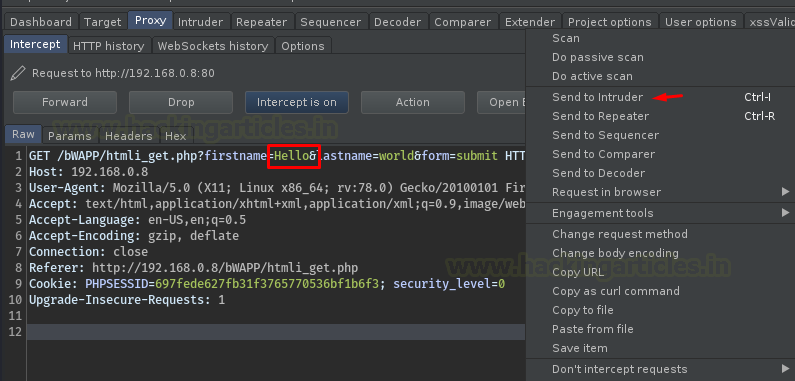 Dashboard Target Proxy Intruder Repeater Sequencer Decoder Comparer Extender Project options User options xssValid
Intercept HTTP history WebSockets history Options
Request to http://192.168.0.8:80
Forward Drop Intercept is on Action Open B
www.hackingarticles.in
Raw Params Headers Hex
1 GET /bWAPP/htmli_get.php?firstname=Hello&lastname=world&form=submit HTT
2 Host: 192.168.0.8
3 User-Agent: Mozilla/5.0 (X11; Linux x86_64; rv:78.0) Gecko/20100101 Fir
4 Accept: text/html,application/xhtml+xml,application/xml;q=0.9,image/web
5 Accept-Language: en-US,en;q=0.5
6 Accept-Encoding: gzip, deflate
7 Connection: close
8 Referer: http://192.168.0.8/bWAPP/htmli_get.php
9 Cookie: PHPSESSID=697fede627fb31f3765770536bf1b6f3; security_level=0
10 Upgrade-Insecure-Requests: 1
11
12
Scan
Do passive scan
Do active scan
Send to Intruder Ctrl-I
Send to Repeater Ctrl-R
Send to Sequencer
Send to Comparer
Send to Decoder
Request in browser
Engagement tools
Change request method
Change body encoding
www.hackingarticles.in
Copy URL
Copy as curl command
Copy to file
Paste from file
Save item
Don't intercept requests